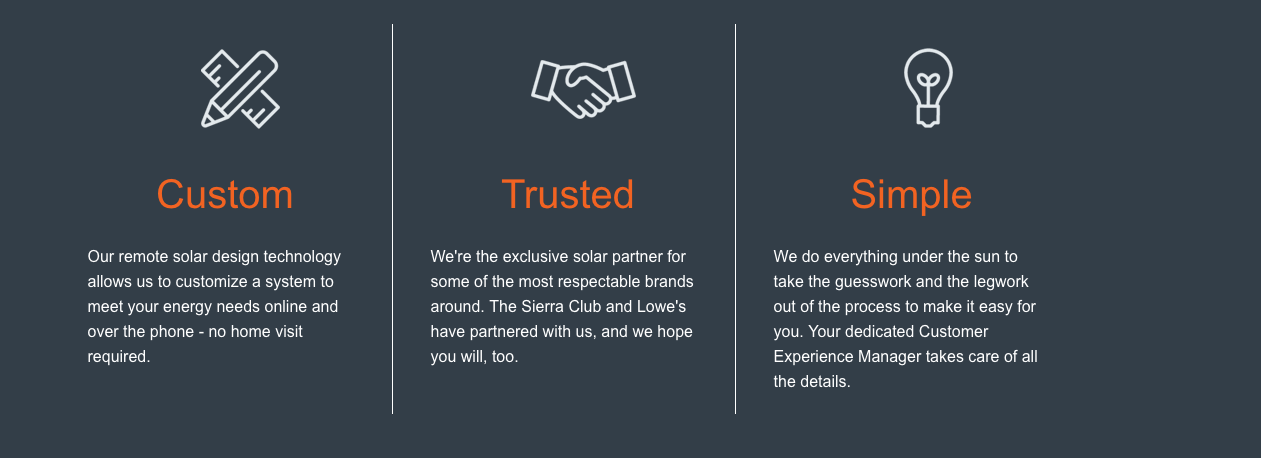 Custom
Our remote solar design technology
allows us to customize a system to
meet your energy needs online and
over the phone - no home visit
required.
Trusted
We're the exclusive solar partner for
some of the most respectable brands
around. The Sierra Club and Lowe's
have partnered with us, and we hope
you will, too.
Simple
We do everything under the sun to
take the guesswork and the legwork
out of the process to make it easy for
you. Your dedicated Customer
Experience Manager takes care of all
the details.